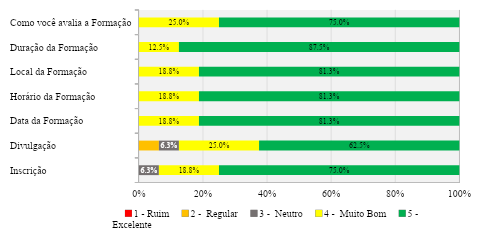 Como você avalia a Formação 25.0% 75.0%
Duração da Formação 12.5% 87.5%
Local da Formação 18.8% 81.3%
Horário da Formação 18.8% 81.3%
Data da Formação 18.8% 81.3%
Divulgação 6.3% 25.0% 62.5%
Inscrição 6.3% 18.8% 75.0%
0% 20% 40% 60% 80% 100%
1 - Ruim 2 - Regular 3 - Neutro 4 - Muito Bom 5 -
Excelente